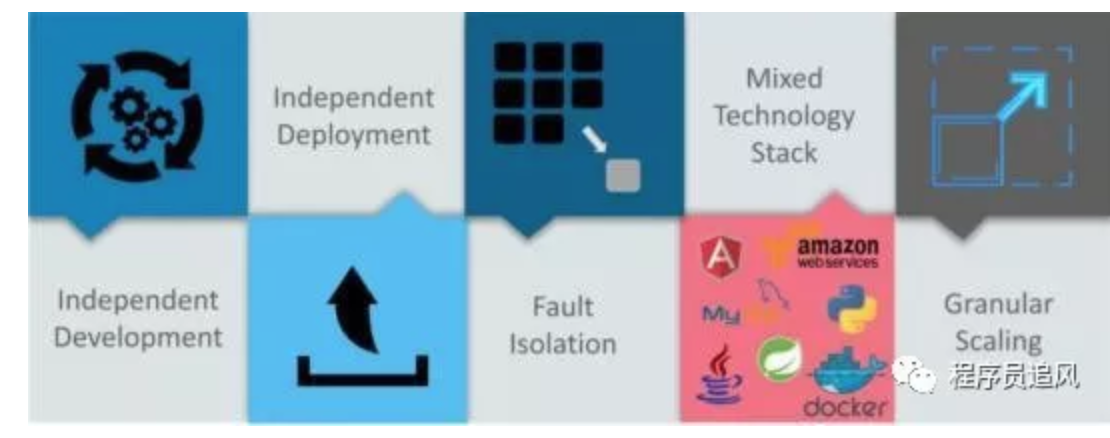 Independent
Deployment
Mixed
Technology
Stack
Independent
Development
Fault
Isolation
amazon
web services
My
docker
Granular
Scaling
程序员追风